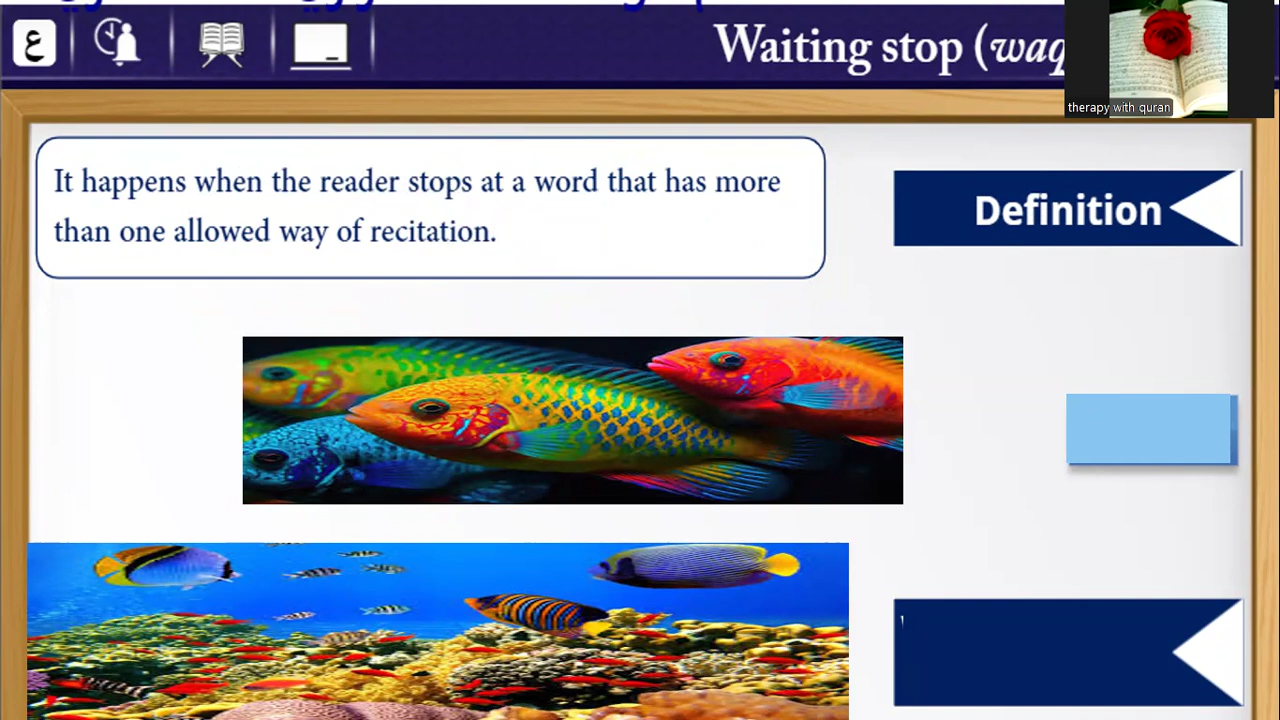 ع
Waiting stop (waq
therapy with quran
It happens when the reader stops at a word that has more
than one allowed way of recitation.
Definition